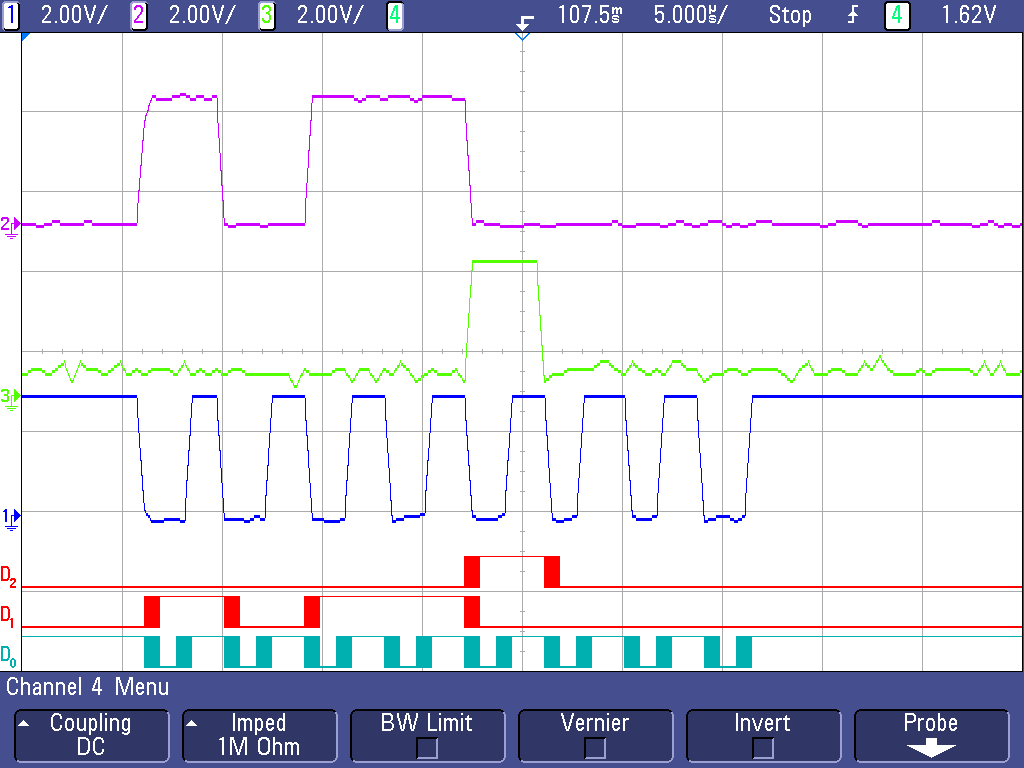 1 2.00V/ 2 2.00V/ 3 2.00V/ 4 107.5ms 5.000s/ Stop 4 1.62V
2
3
1
D2
D1
D0
Channel 4 Menu
Coupling Imped BW Limit Vernier Invert Probe
DC 1M Ohm